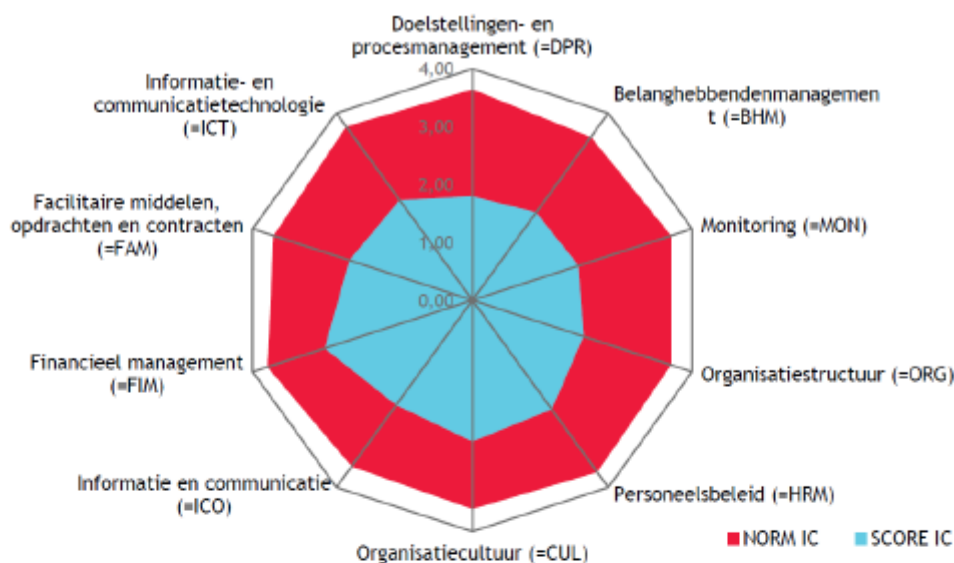 Doelstellingen- en
procesmanagement (=DPR)
4,00
3,00
2,00
1,00
0,00
Belanghebbendenmanagemen
t (=BHM)
Monitoring (=MON)
Organisatiestructuur (=ORG)
Personeelsbeleid (=HRM)
Organisatiecultuur (=CUL)
Informatie en communicatie
(=ICO)
Financieel management
(=FIM)
Facilitaire middelen,
opdrachten en contracten
(=FAM)
Informatie- en
communicatietechnologie
(=ICT)
NORM IC
SCORE IC